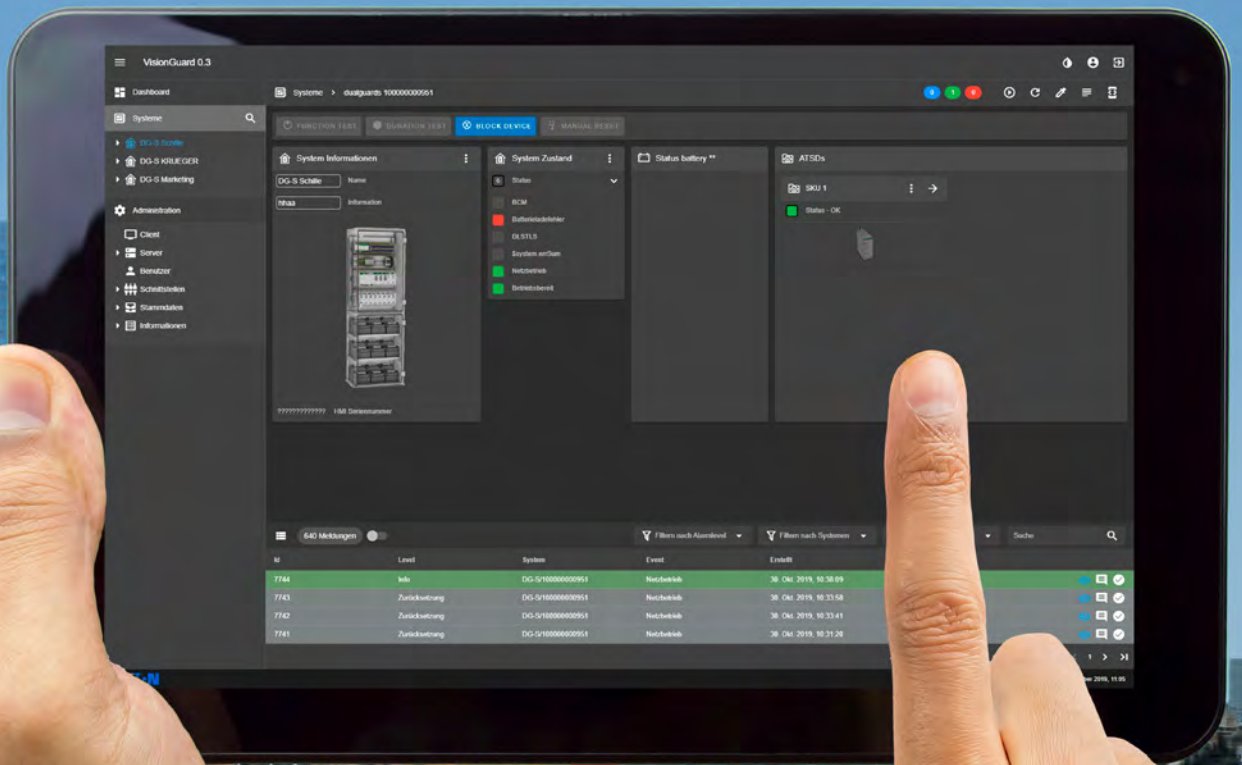 VisionGuard 0.3
Dashboard
Systeme > dualguards 100000000951
0 1 0
Systeme
FUNCTION TEST
DURATION TEST
BLOCK DEVICE
MANUAL RESET
DG-S Schille
DG-S KRUEGER
DG-S Marketing
Administration
Client
Server
Benutzer
Schnittstellen
Stammdaten
Informationen
System Informationen
DG-S Schille Name
hhaa Information
????????????? HMI Seriennummer
System Zustand
Status
BCM
Batterieladefehler
DLSTLS
$system.errSum
Netzbetrieb
Betriebsbereit
Status battery **
ATSDs
SKU 1
Status - OK
640 Meldungen
Filtern nach Alarmlevel
Filtern nach Systemen
Suche
Id Level System Event Erstellt
7744 Info DG-S/100000000951 Netzbetrieb 30. Okt. 2019, 10:38:09
7743 Zurücksetzung DG-S/100000000951 Netzbetrieb 30. Okt. 2019, 10:33:58
7742 Zurücksetzung DG-S/100000000951 Netzbetrieb 30. Okt. 2019, 10:33:41
7741 Zurücksetzung DG-S/100000000951 Netzbetrieb 30. Okt. 2019, 10:31:20
1
2019, 11:05